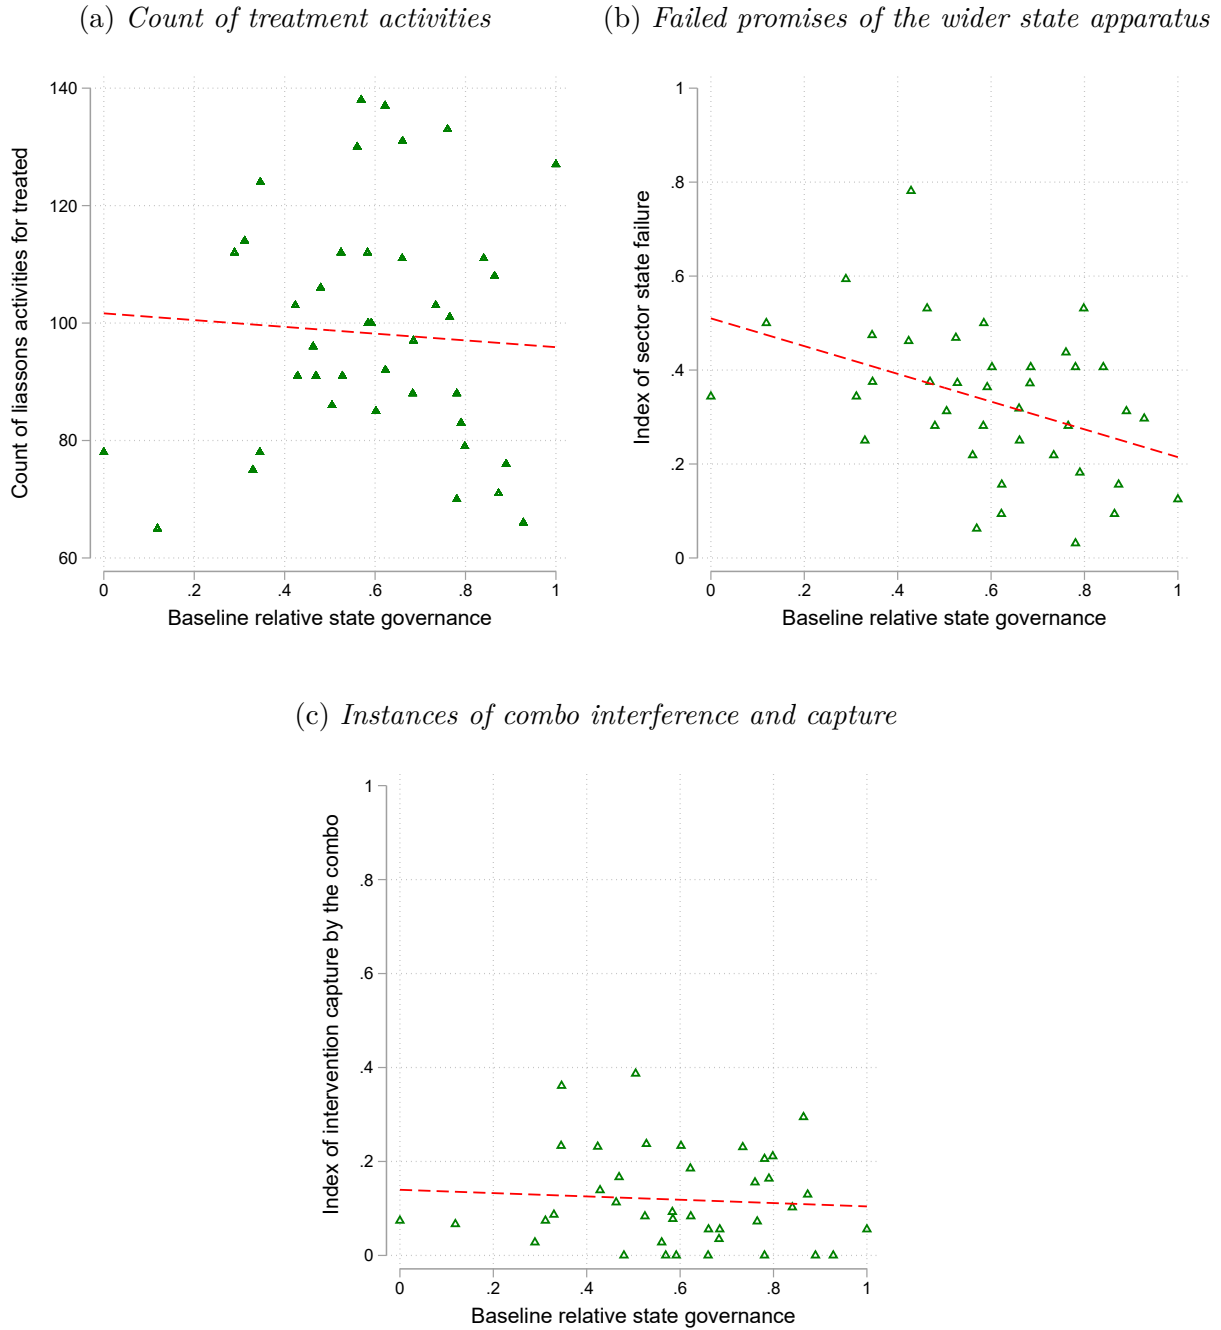 (a) Count of treatment activities
Count of liassons activities for treated
140
120
100
80
60
0 .2 .4 .6 .8 1
Baseline relative state governance
(b) Failed promises of the wider state apparatus
Index of sector state failure
1
.8
.6
.4
.2
0
0 .2 .4 .6 .8 1
Baseline relative state governance
(c) Instances of combo interference and capture
Index of intervention capture by the combo
1
.8
.6
.4
.2
0
0 .2 .4 .6 .8 1
Baseline relative state governance